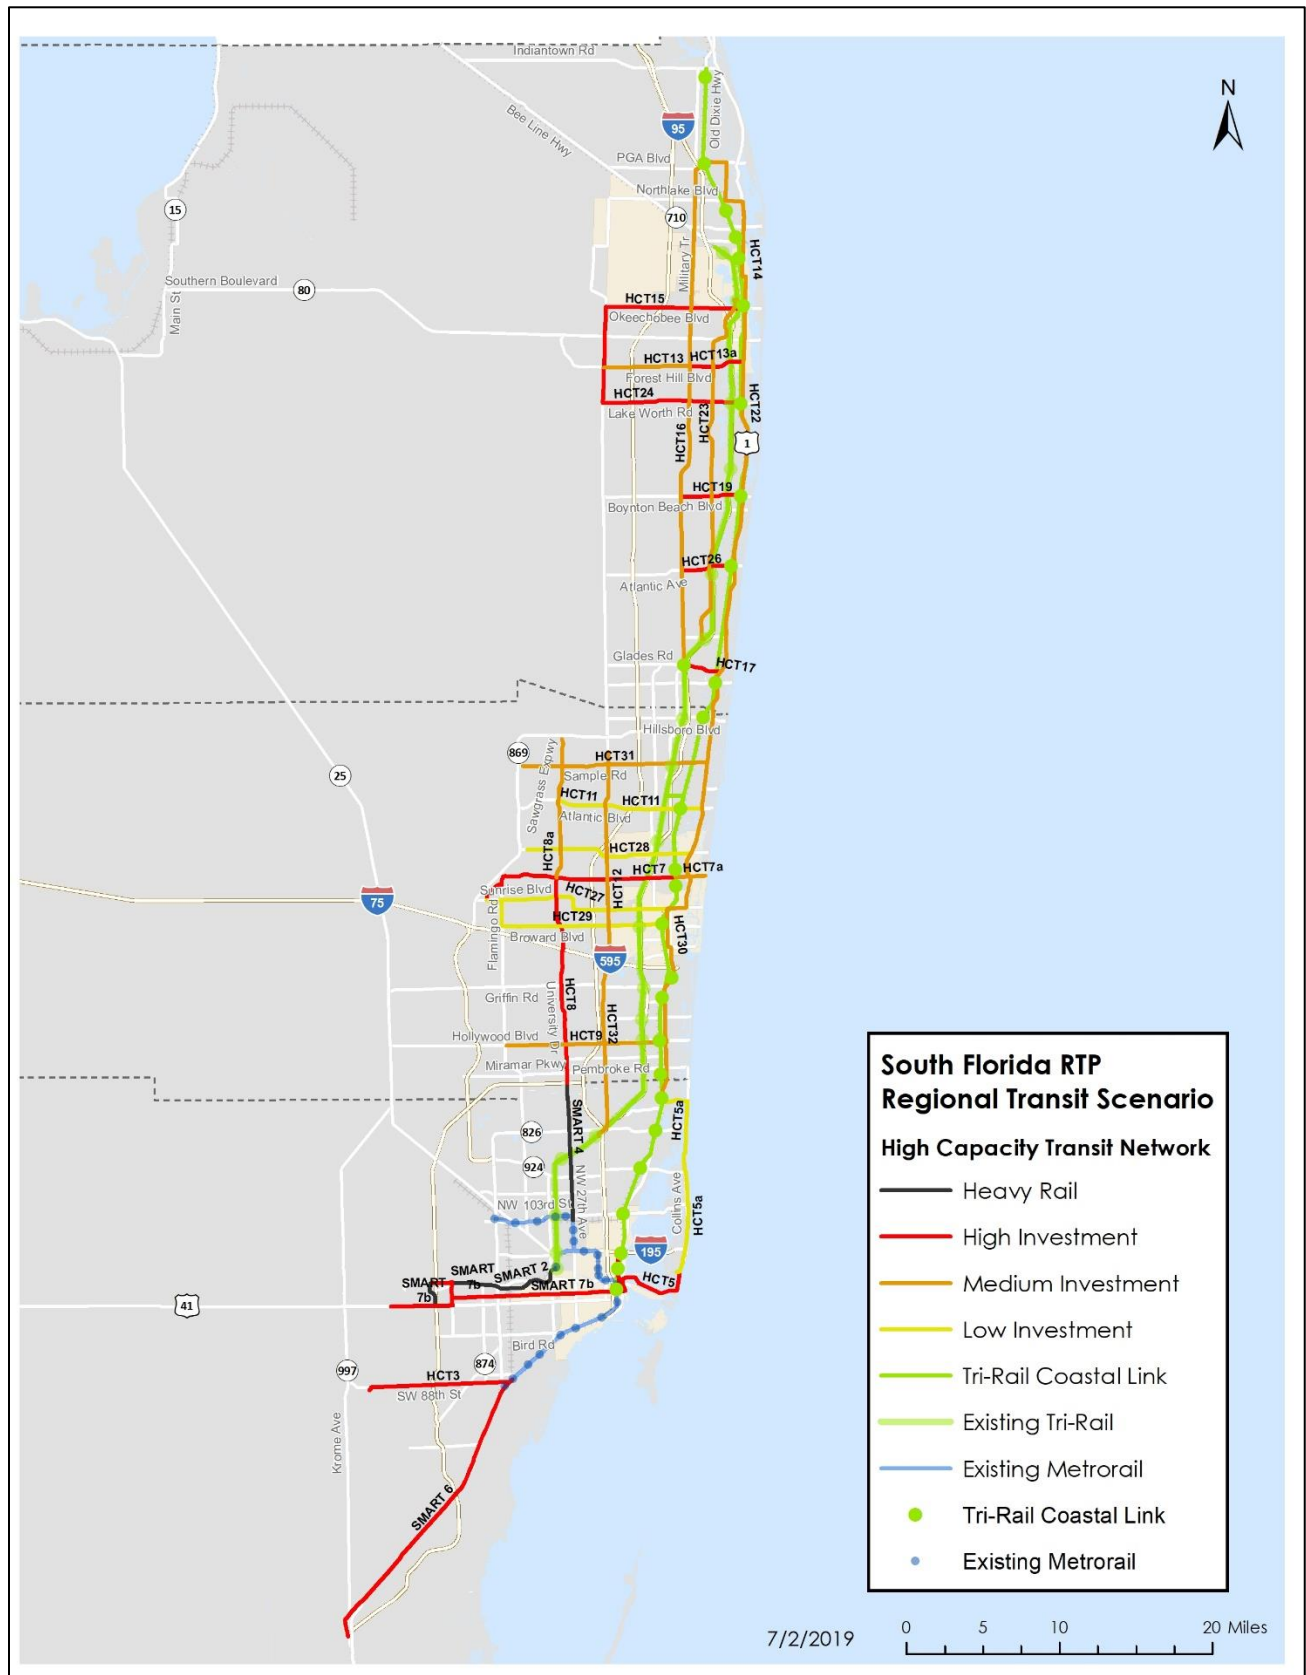 Indiantown Rd
Old Dixie Hwy
N
95
Bee Line Hwy
PGA Blvd
Northlake Blvd
15
710
Military Tr
HCT14
Southern Boulevard
80
Main St
HCT15
Okeechobee Blvd
HCT13
HCT13a
Forest Hill Blvd
HCT24
Lake Worth Rd
HCT23
HCT22
HCT16
1
HCT19
Boynton Beach Blvd
HCT26
Atlantic Ave
Glades Rd
HCT17
Hillsboro Blvd
869
HCT31
Sample Rd
25
Sawgrass Expwy
HCT11
HCT11
Atlantic Blvd
HCT8a
HCT28
HCT7
HCT7a
Sunrise Blvd
HCT27
HCT12
75
Flamingo Rd
HCT29
Broward Blvd
HCT30
595
Griffin Rd
University Dr
HCT8
HCT32
Hollywood Blvd
HCT9
Miramar Pkwy
Pembroke Rd
SMART 4
HCT5a
826
924
NW 27th Ave
NW 103rd St
Collins Ave
HCT5a
195
SMART
7b
SMART 2
SMART
7b
SMART 7b
HCT5
41
Bird Rd
997
874
HCT3
SW 88th St
Krome Ave
SMART 6
South Florida RTP
Regional Transit Scenario
High Capacity Transit Network
Heavy Rail
High Investment
Medium Investment
Low Investment
Tri-Rail Coastal Link
Existing Tri-Rail
Existing Metrorail
Tri-Rail Coastal Link
Existing Metrorail
7/2/2019
0 5 10 20 Miles